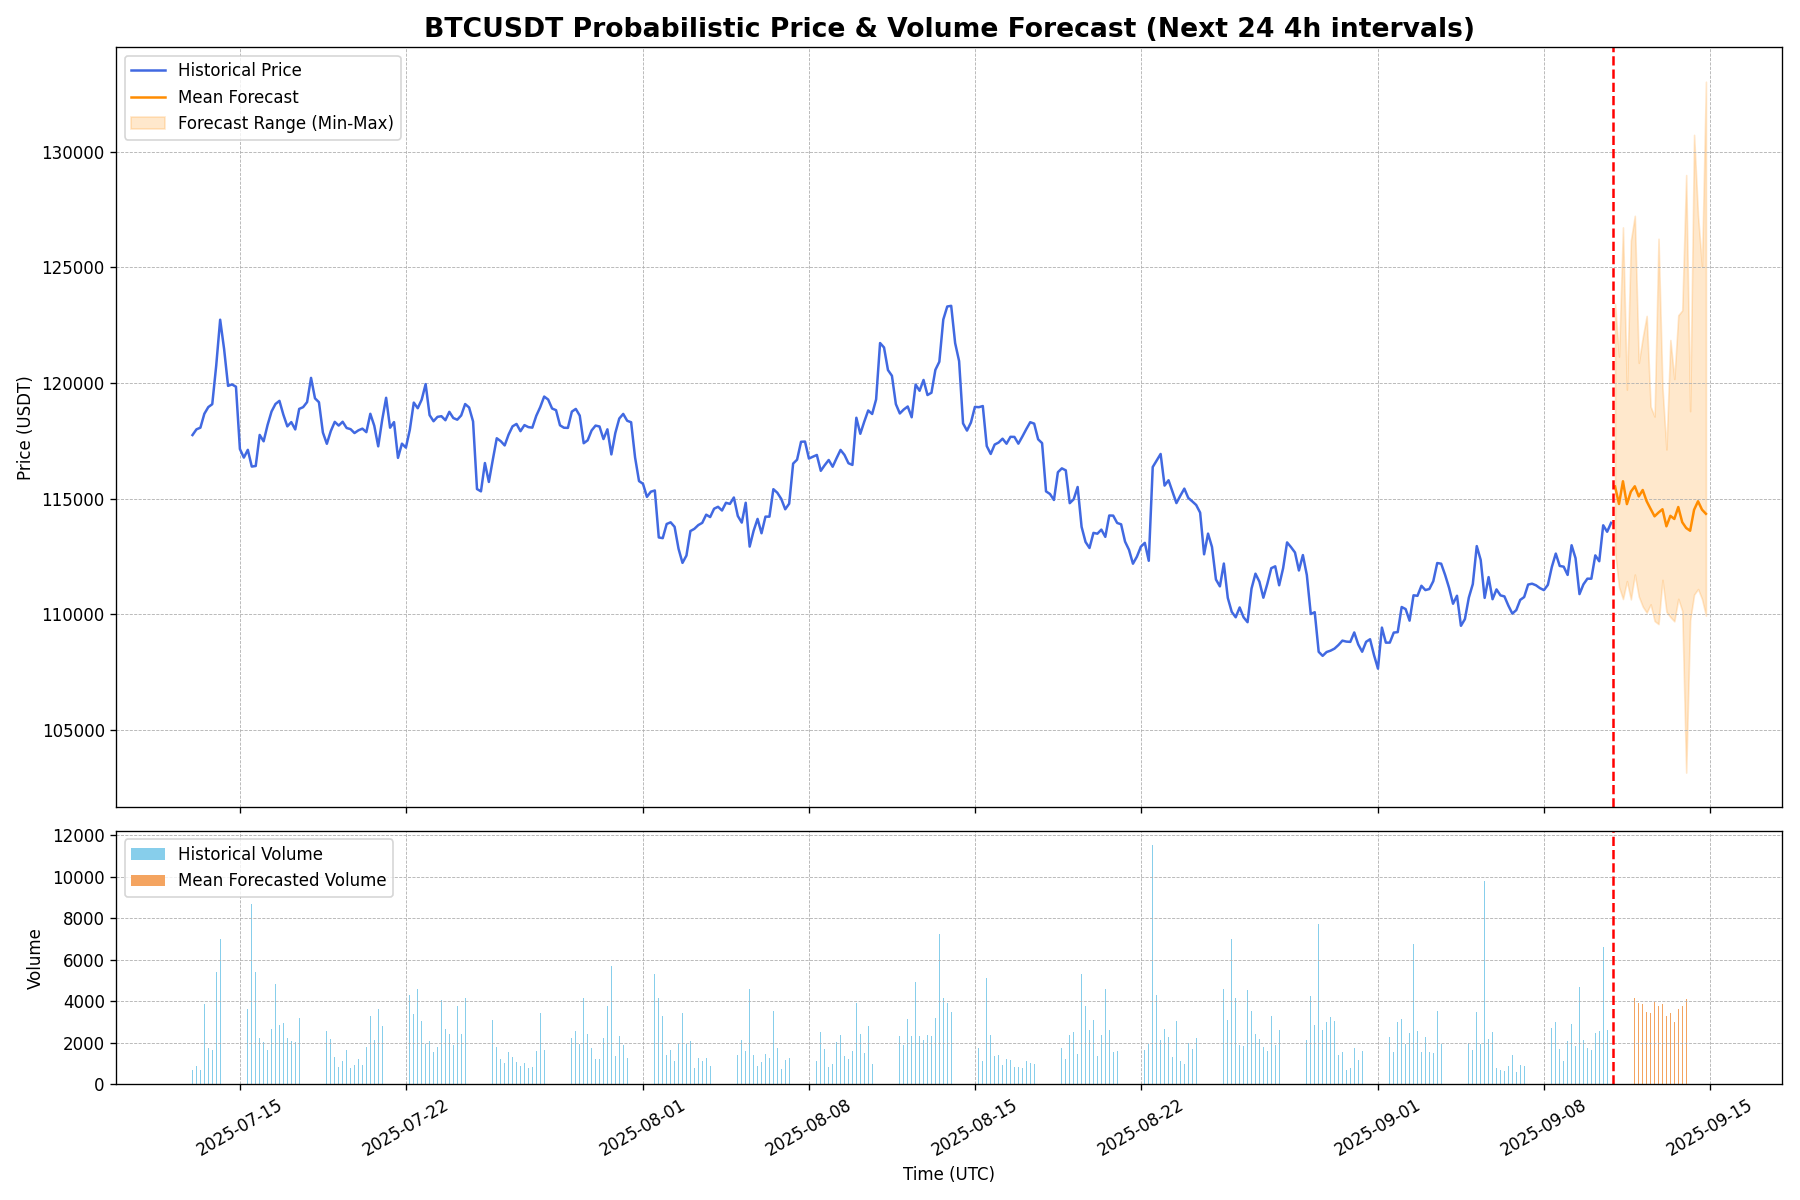 BTCUSDT Probabilistic Price & Volume Forecast (Next 24 4h intervals)
Historical Price
Mean Forecast
Forecast Range (Min-Max)
Price (USDT)
130000
125000
120000
115000
110000
105000
Historical Volume
Mean Forecasted Volume
Volume
12000
10000
8000
6000
4000
2000
0
2025-07-15
2025-07-22
2025-08-01
2025-08-08
2025-08-15
2025-08-22
2025-09-01
2025-09-08
2025-09-15
Time (UTC)